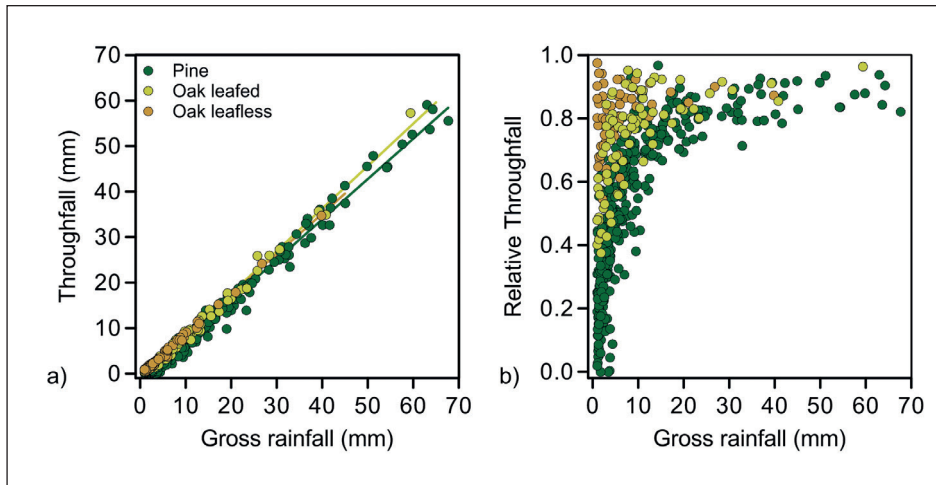 70
60
50
40
30
20
10
0
Throughfall (mm)
Pine
Oak leafed
Oak leafless
a)
0 10 20 30 40 50 60 70
Gross rainfall (mm)
1.0
0.8
0.6
0.4
0.2
0.0
Relative Throughfall
b)
0 10 20 30 40 50 60 70
Gross rainfall (mm)